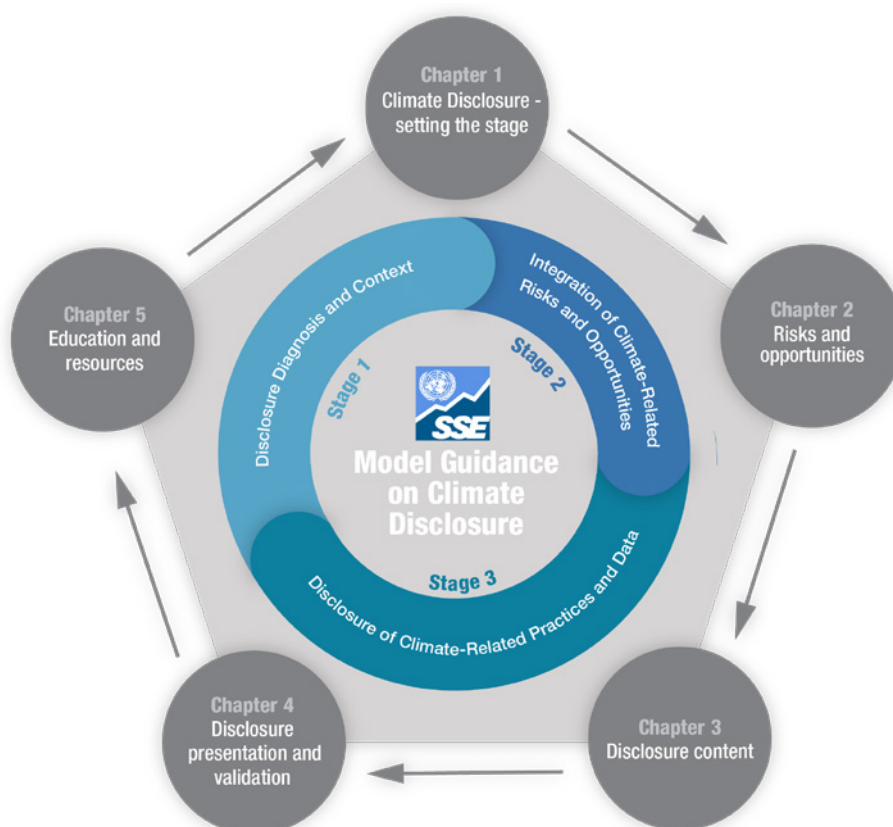 Chapter 1
Climate Disclosure -
setting the stage
Chapter 2
Risks and
opportunities
Chapter 3
Disclosure content
Chapter 4
Disclosure
presentation and
validation
Chapter 5
Education and
resources
Disclosure Diagnosis and Context
Stage 1
Integration of Climate-Related
Risks and Opportunities
Stage 2
Disclosure of Climate-Related Practices and Data
Stage 3
SSE
Model Guidance
on Climate
Disclosure